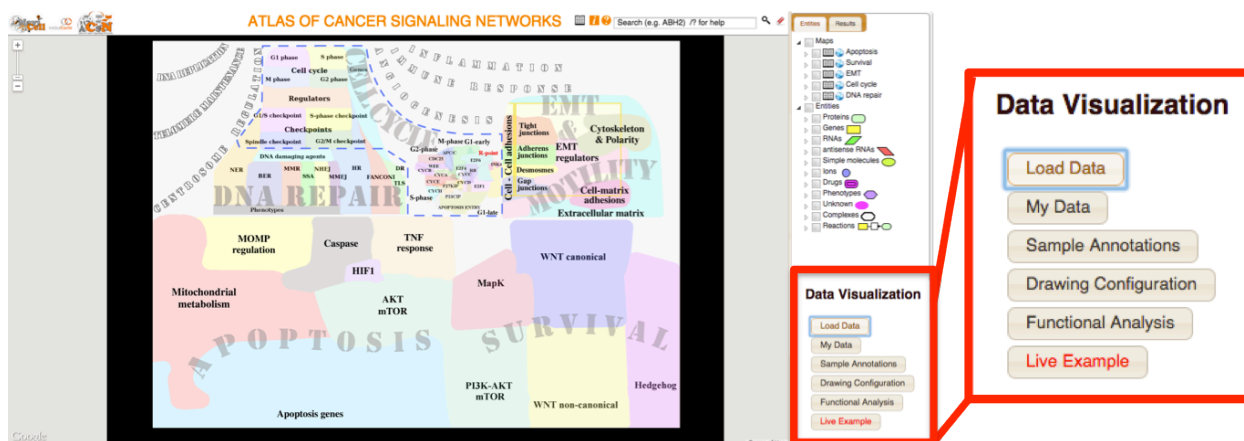 ATLAS OF CANCER SIGNALING NETWORKS
Search (e.g. ABH2) /? for help
Entities
Results
Maps
Apoptosis
Survival
EMT
Cell cycle
DNA repair
Entities
Proteins
Genes
RNAs
antisense RNAs
Simple molecules
Ions
Drugs
Phenotypes
Unknown
Complexes
Reactions
DNA REPLICATION
TELOMERE MAINTENANCE
CENTROSOME REGULATION
INFLAMMATION
IMMUNE RESPONSE
ANGIOGENESIS
CELL CYCLE
G1 phase
S phase
Cell cycle
Genes
M phase
G2 phase
Regulators
G1/S checkpoint
S-phase checkpoint
Checkpoints
Spindle checkpoint
G2/M checkpoint
DNA damaging agents
NER
BER
MMR
SSA
NHEJ
MMEJ
HR
FANCONI
DR
TLS
DNA REPAIR
Phenotypes
M-phase
G1-early
G2-phase
R-point
S-phase
APOPTOSIS ENTRY
G1-late
EMT
&
MOTILITY
Cell - Cell adhesions
Tight
junctions
Adherens
junctions
Desmosmes
Gap
junctions
EMT
regulators
Cytoskeleton
& Polarity
Cell-matrix
adhesions
Extracellular matrix
MOMP
regulation
Caspase
TNF
response
HIF1
Mitochondrial
metabolism
AKT
mTOR
MapK
WNT canonical
APOPTOSIS
SURVIVAL
Apoptosis genes
PI3K-AKT
mTOR
WNT non-canonical
Hedgehog
Google
Data Visualization
Load Data
My Data
Sample Annotations
Drawing Configuration
Functional Analysis
Live Example
Data Visualization
Load Data
My Data
Sample Annotations
Drawing Configuration
Functional Analysis
Live Example